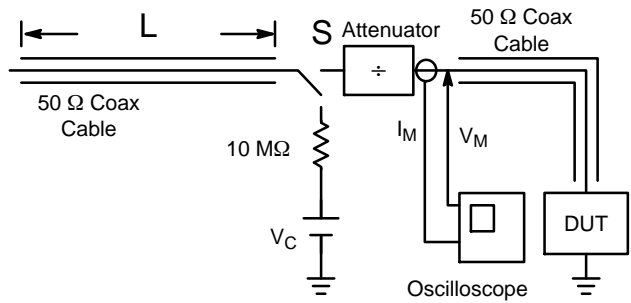 L
S
Attenuator
÷
50 Ω Coax
Cable
50 Ω Coax
Cable
I_M
V_M
10 MΩ
V_C
DUT
Oscilloscope